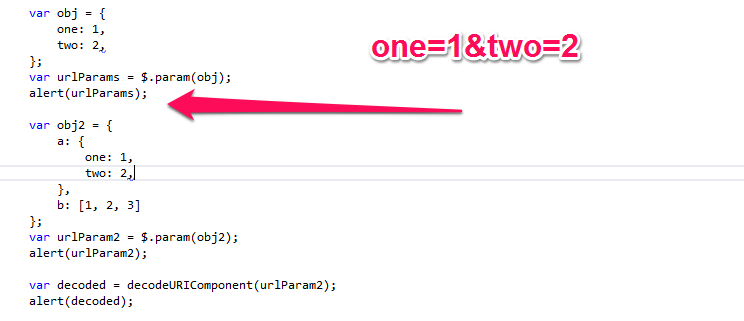 var obj = {
    one: 1,
    two: 2,
};
one=1&two=2
var urlParams = $.param(obj);
alert(urlParams);

var obj2 = {
    a: {
        one: 1,
        two: 2,
    },
    b: [1, 2, 3]
};
var urlParam2 = $.param(obj2);
alert(urlParam2);

var decoded = decodeURIComponent(urlParam2);
alert(decoded);